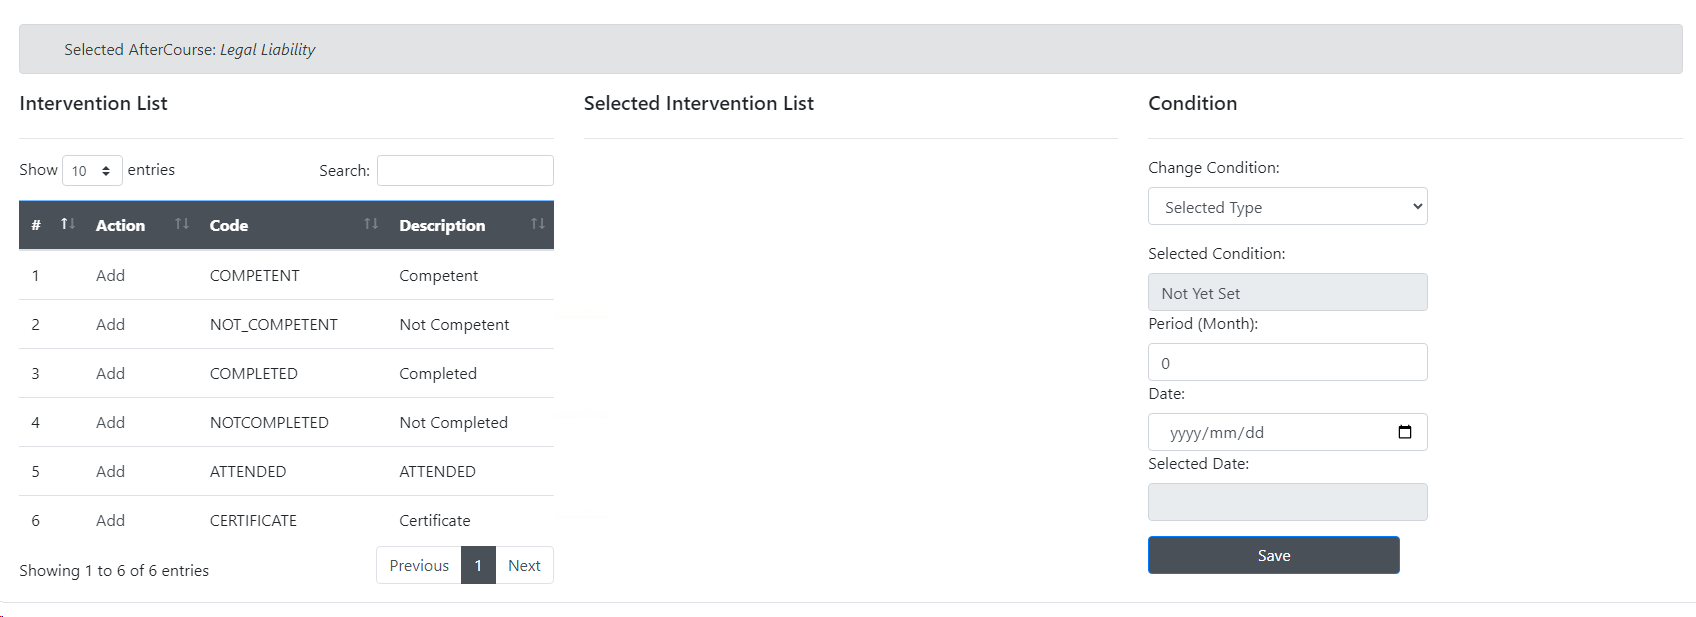 Selected AfterCourse: Legal Liability
Intervention List
Show 10 entries Search:
# Action Code Description
1 Add COMPETENT Competent
2 Add NOT_COMPETENT Not Competent
3 Add COMPLETED Completed
4 Add NOTCOMPLETED Not Completed
5 Add ATTENDED ATTENDED
6 Add CERTIFICATE Certificate
Showing 1 to 6 of 6 entries
Previous 1 Next
Selected Intervention List
Condition
Change Condition:
Selected Type
Selected Condition:
Not Yet Set
Period (Month):
0
Date:
yyyy/mm/dd
Selected Date:
Save